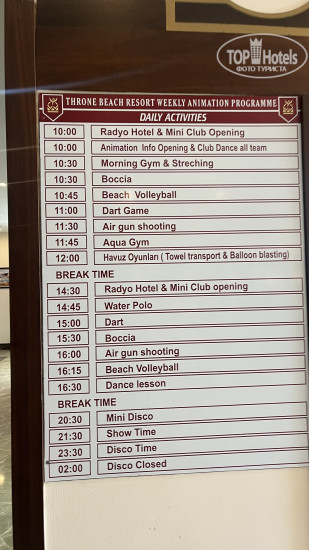 TOPHotels
ФОТО ТУРИСТА
THRONE BEACH RESORT WEEKLY ANIMATION PROGRAMME
DAILY ACTIVITIES
10:00 Radyo Hotel & Mini Club Opening
10:00 Animation Info Opening & Club Dance all team
10:30 Morning Gym & Streching
10:30 Boccia
10:45 Beach Volleyball
11:00 Dart Game
11:30 Air gun shooting
11:45 Aqua Gym
12:00 Havuz Oyunları ( Towel transport & Balloon blasting)
BREAK TIME
14:30 Radyo Hotel & Mini Club opening
14:45 Water Polo
15:00 Dart
15:30 Boccia
16:00 Air gun shooting
16:15 Beach Volleyball
16:30 Dance lesson
BREAK TIME
20:30 Mini Disco
21:30 Show Time
23:30 Disco Time
02:00 Disco Closed